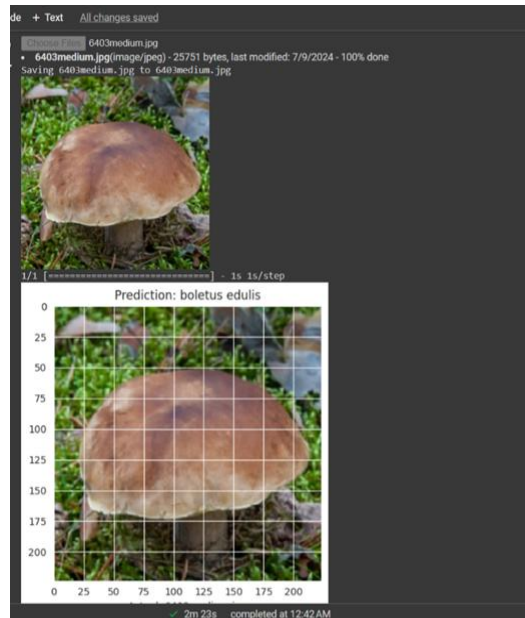 de + Text All changes saved
Choose Files 6403medium.jpg
• 6403medium.jpg(image/jpeg) - 25751 bytes, last modified: 7/9/2024 - 100% done
Saving 6403medium.jpg to 6403medium.jpg
1/1 [==============================] - 1s 1s/step
Prediction: boletus edulis
0
25
50
75
100
125
150
175
200
0 25 50 75 100 125 150 175 200
✓ 2m 23s completed at 12:42 AM